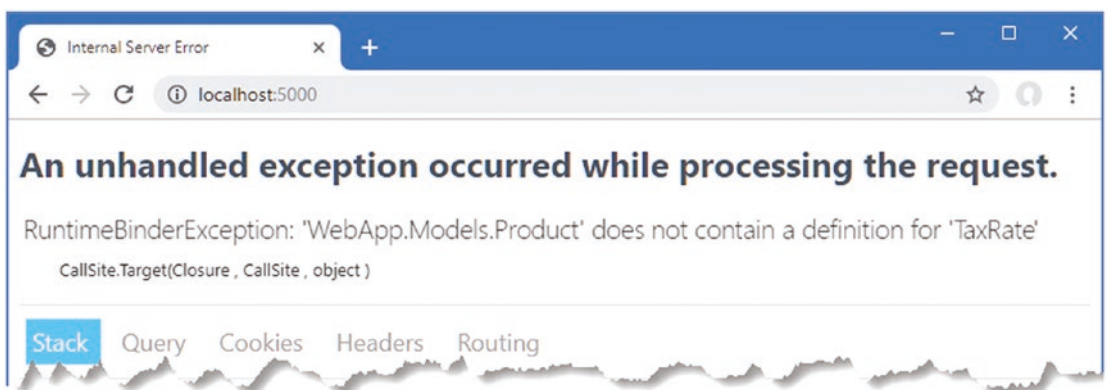 Internal Server Error
localhost:5000
An unhandled exception occurred while processing the request.
RuntimeBinderException: 'WebApp.Models.Product' does not contain a definition for 'TaxRate'
CallSite.Target(Closure , CallSite , object )
Stack Query Cookies Headers Routing